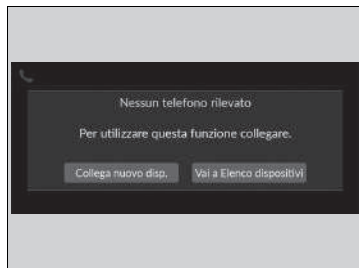 Nessun telefono rilevato
Per utilizzare questa funzione collegare.
Collega nuovo disp.
Vai a Elenco dispositivi